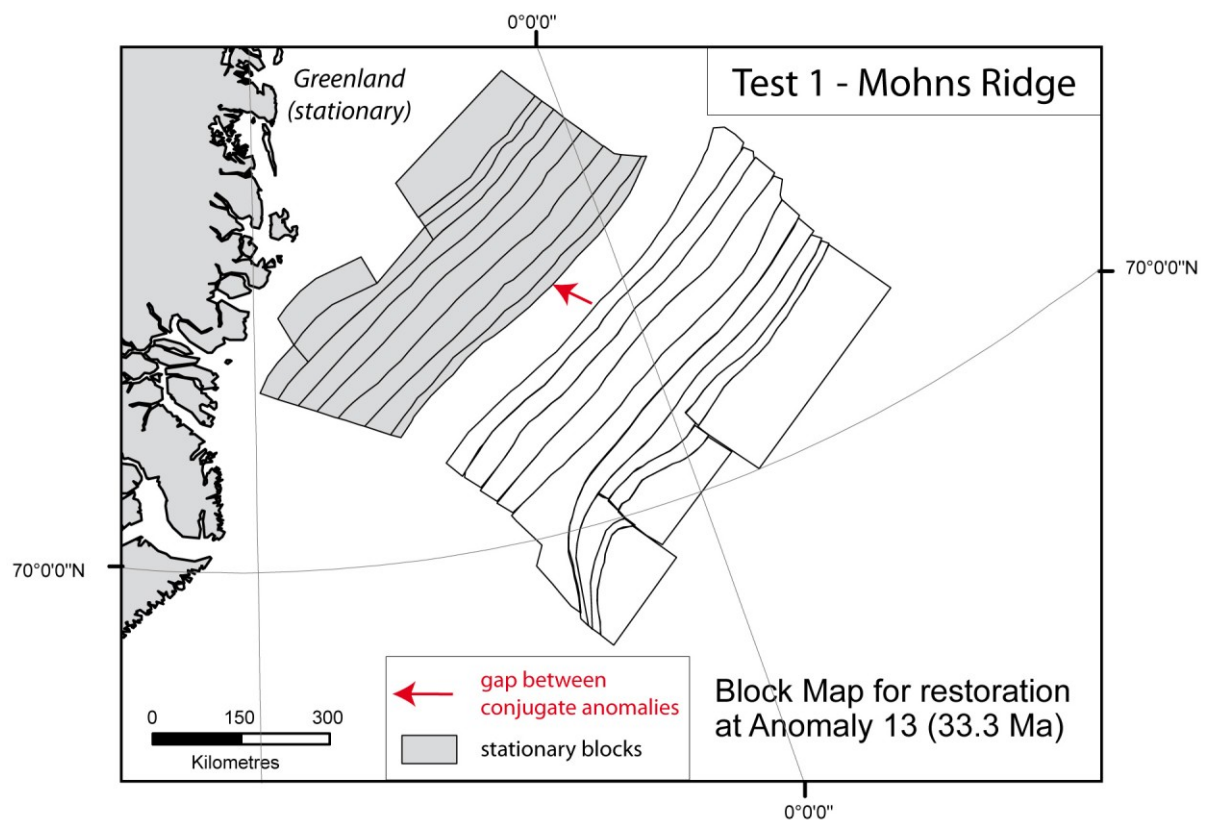 0°0'0"
Greenland
(stationary)
Test 1 - Mohns Ridge
70°0'0"N
70°0'0"N
gap between
conjugate anomalies
stationary blocks
0 150 300
Kilometres
Block Map for restoration
at Anomaly 13 (33.3 Ma)
0°0'0"